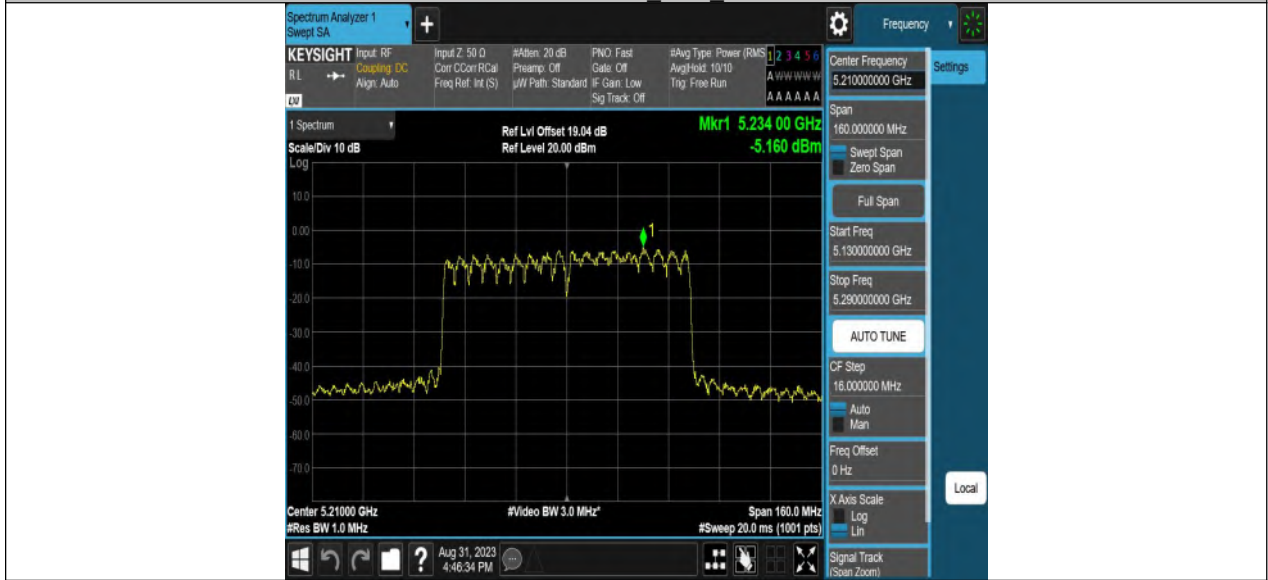 Spectrum Analyzer 1
Swept SA
+
Frequency
KEYSIGHT Input: RF Input Z: 50 Ω #Atten: 20 dB PNO: Fast #Avg Type: Power (RMS 1 2 3 4 5 6
RL Coupling: DC Corr CCorr RCal Preamp: Off Gate: Off Avg|Hold: 10/10 A W W W W W
Align: Auto Freq Ref: Int (S) µW Path: Standard IF Gain: Low Trig: Free Run
LXI Sig Track: Off A A A A A A
1 Spectrum
Ref Lvl Offset 19.04 dB
Mkr1 5.234 00 GHz
Scale/Div 10 dB
Ref Level 20.00 dBm
-5.160 dBm
Log
10.0
0.00
-10.0
-20.0
-30.0
-40.0
-50.0
-60.0
-70.0
1
Center 5.21000 GHz
#Video BW 3.0 MHz*
Span 160.0 MHz
#Res BW 1.0 MHz
#Sweep 20.0 ms (1001 pts)
Center Frequency
5.210000000 GHz
Settings
Span
160.000000 MHz
Swept Span
Zero Span
Full Span
Start Freq
5.130000000 GHz
Stop Freq
5.290000000 GHz
AUTO TUNE
CF Step
16.000000 MHz
Auto
Man
Freq Offset
0 Hz
X Axis Scale
Log
Lin
Local
Signal Track
(Span Zoom)
?
Aug 31, 2023
4:46:34 PM